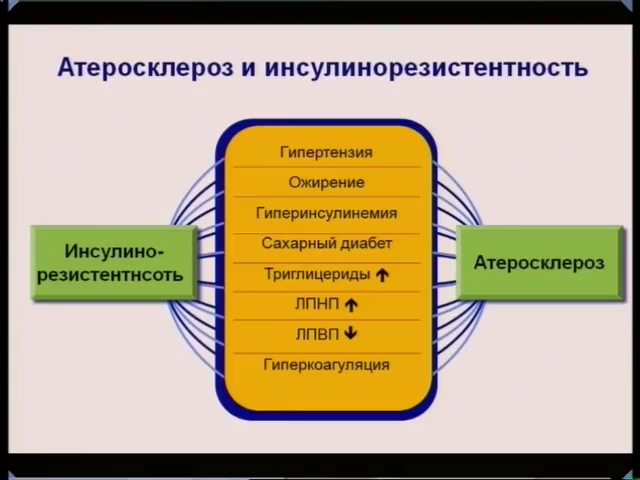 Атеросклероз и инсулинорезистентность
Гипертензия
Ожирение
Гиперинсулинемия
Сахарный диабет
Триглицериды ↑
ЛПНП ↑
ЛПВП ↓
Гиперкоагуляция
Инсулино-
резистентнсоть
Атеросклероз